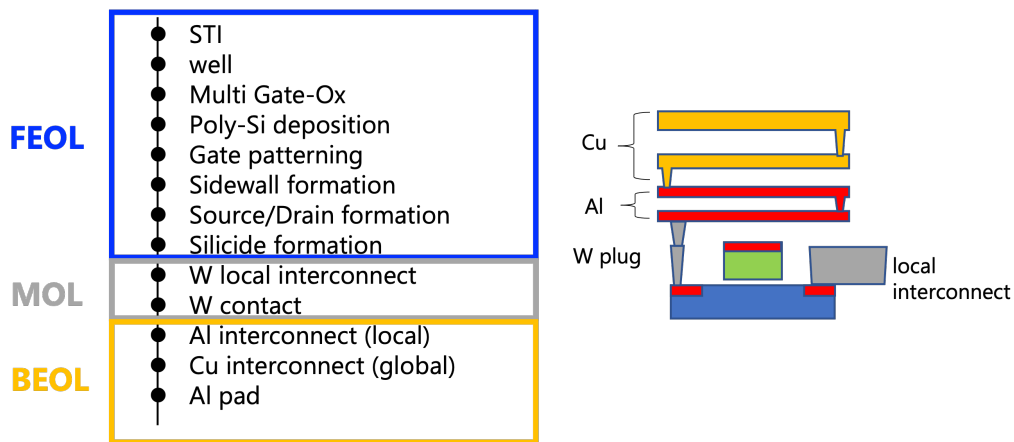 FEOL
STI
well
Multi Gate-Ox
Poly-Si deposition
Gate patterning
Sidewall formation
Source/Drain formation
Silicide formation
MOL
W local interconnect
W contact
BEOL
Al interconnect (local)
Cu interconnect (global)
Al pad
Cu
Al
W plug
local
interconnect